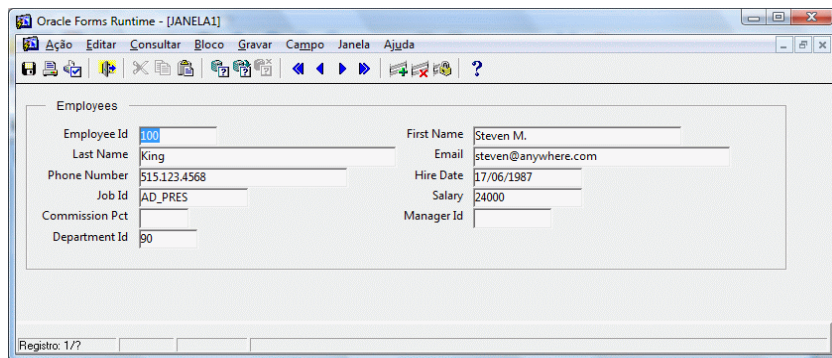 Oracle Forms Runtime - [JANELA1]
Ação Editar Consultar Bloco Gravar Campo Janela Ajuda
Employees
Employee Id 100 First Name Steven M.
Last Name King Email steven@anywhere.com
Phone Number 515.123.4568 Hire Date 17/06/1987
Job Id AD_PRES Salary 24000
Commission Pct Manager Id
Department Id 90
Registro: 1/?